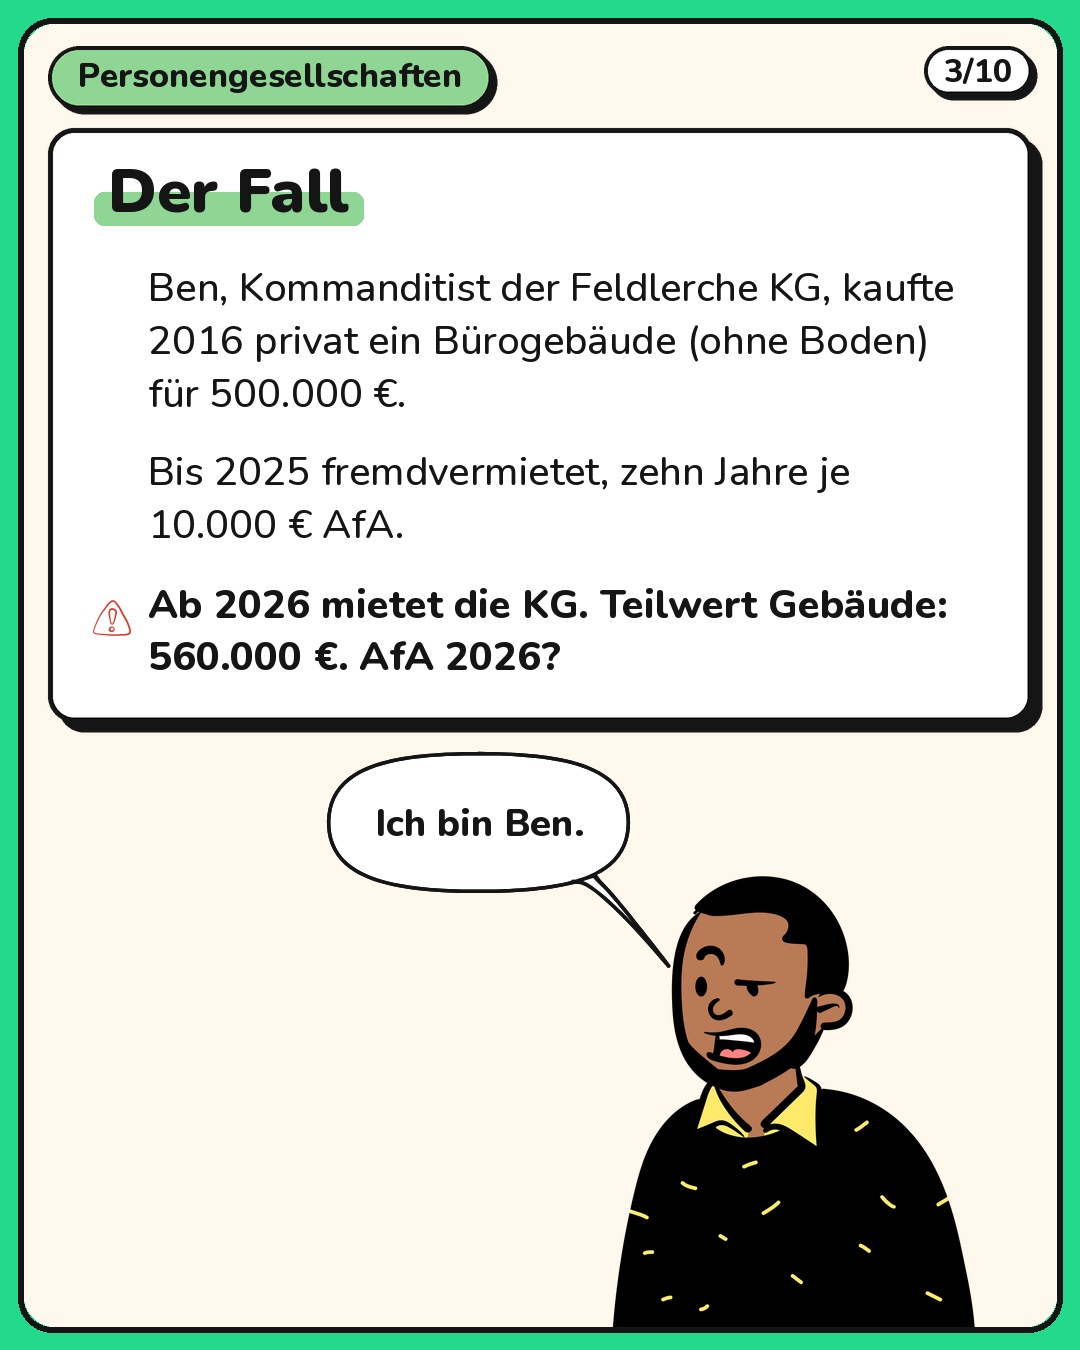 Personengesellschaften
3/10
Der Fall
Ben, Kommanditist der Feldlerche KG, kaufte
2016 privat ein Bürogebäude (ohne Boden)
für 500.000 €.
Bis 2025 fremdvermietet, zehn Jahre je
10.000 € AfA.
Ab 2026 mietet die KG. Teilwert Gebäude:
560.000 €. AfA 2026?
Ich bin Ben.